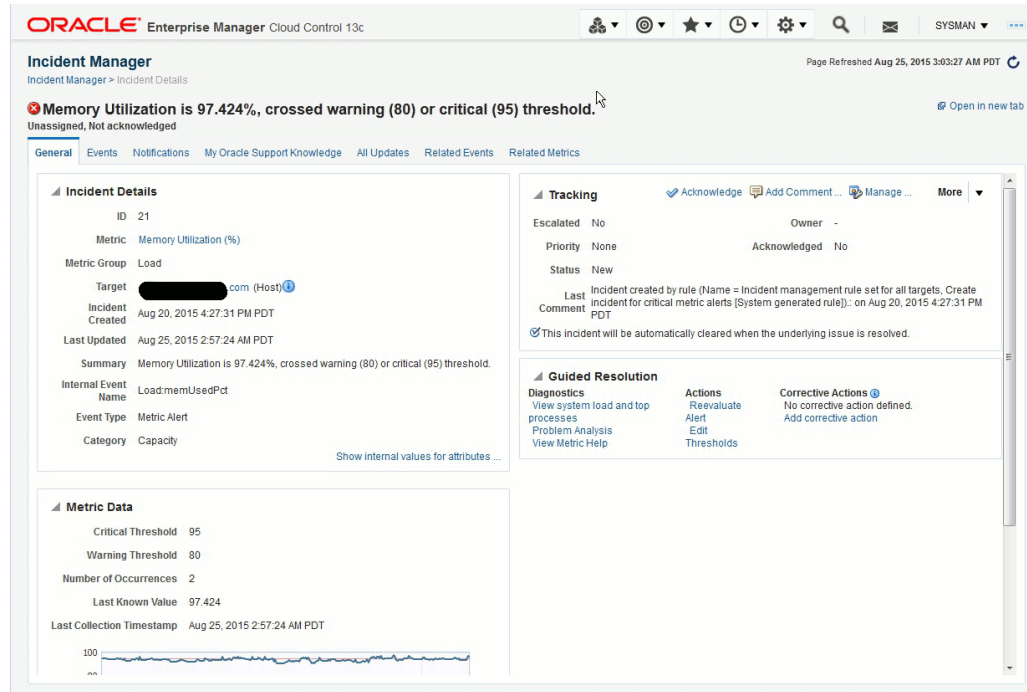 ORACLE Enterprise Manager Cloud Control 13c
SYSMAN
Incident Manager
Page Refreshed Aug 25, 2015 3:03:27 AM PDT
Incident Manager > Incident Details
Memory Utilization is 97.424%, crossed warning (80) or critical (95) threshold.
Open in new tab
Unassigned, Not acknowledged
General Events Notifications My Oracle Support Knowledge All Updates Related Events Related Metrics
Incident Details
ID 21
Metric Memory Utilization (%)
Metric Group Load
Target .com (Host)
Incident Created Aug 20, 2015 4:27:31 PM PDT
Last Updated Aug 25, 2015 2:57:24 AM PDT
Summary Memory Utilization is 97.424%, crossed warning (80) or critical (95) threshold.
Internal Event Name Load:memUsedPct
Event Type Metric Alert
Category Capacity
Show internal values for attributes ...
Tracking
Acknowledge Add Comment ... Manage ... More
Escalated No Owner -
Priority None Acknowledged No
Status New
Last Comment Incident created by rule (Name = Incident management rule set for all targets, Create
incident for critical metric alerts [System generated rule]).: on Aug 20, 2015 4:27:31 PM
PDT
This incident will be automatically cleared when the underlying issue is resolved.
Guided Resolution
Diagnostics
View system load and top
processes
Problem Analysis
View Metric Help
Actions
Reevaluate
Alert
Edit
Thresholds
Corrective Actions
No corrective action defined.
Add corrective action
Metric Data
Critical Threshold 95
Warning Threshold 80
Number of Occurrences 2
Last Known Value 97.424
Last Collection Timestamp Aug 25, 2015 2:57:24 AM PDT
100